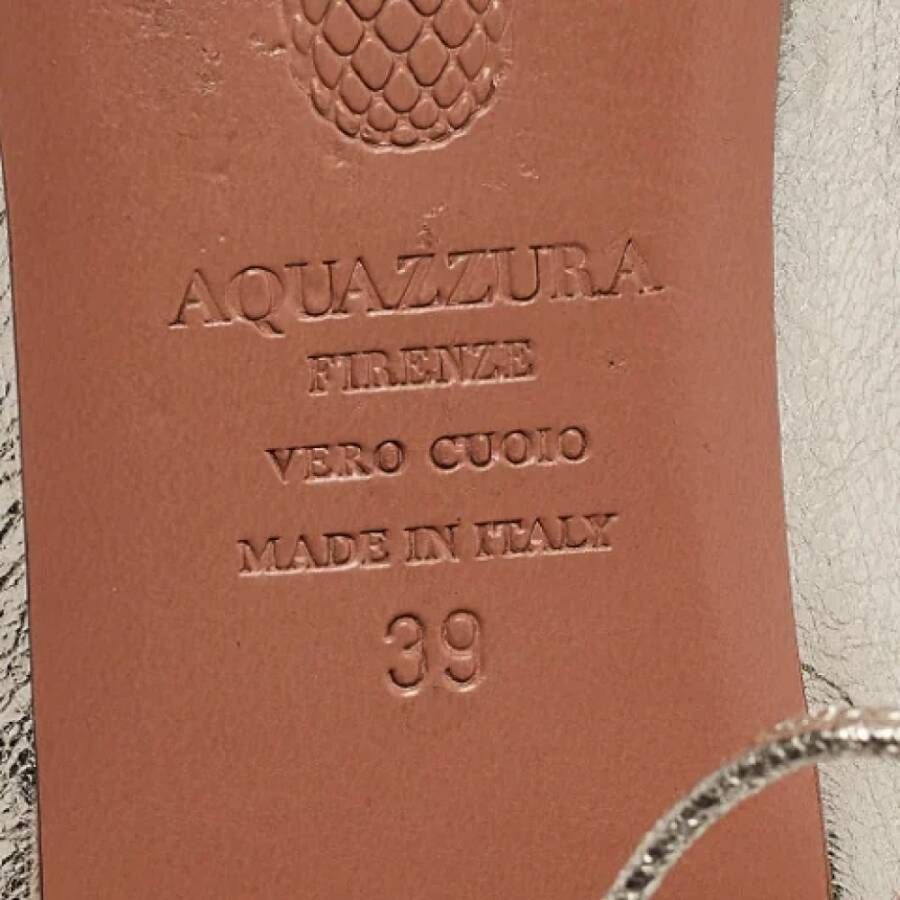 AQUAZZURA
FIRENZE
VERO CUOIO
MADE IN ITALY
39